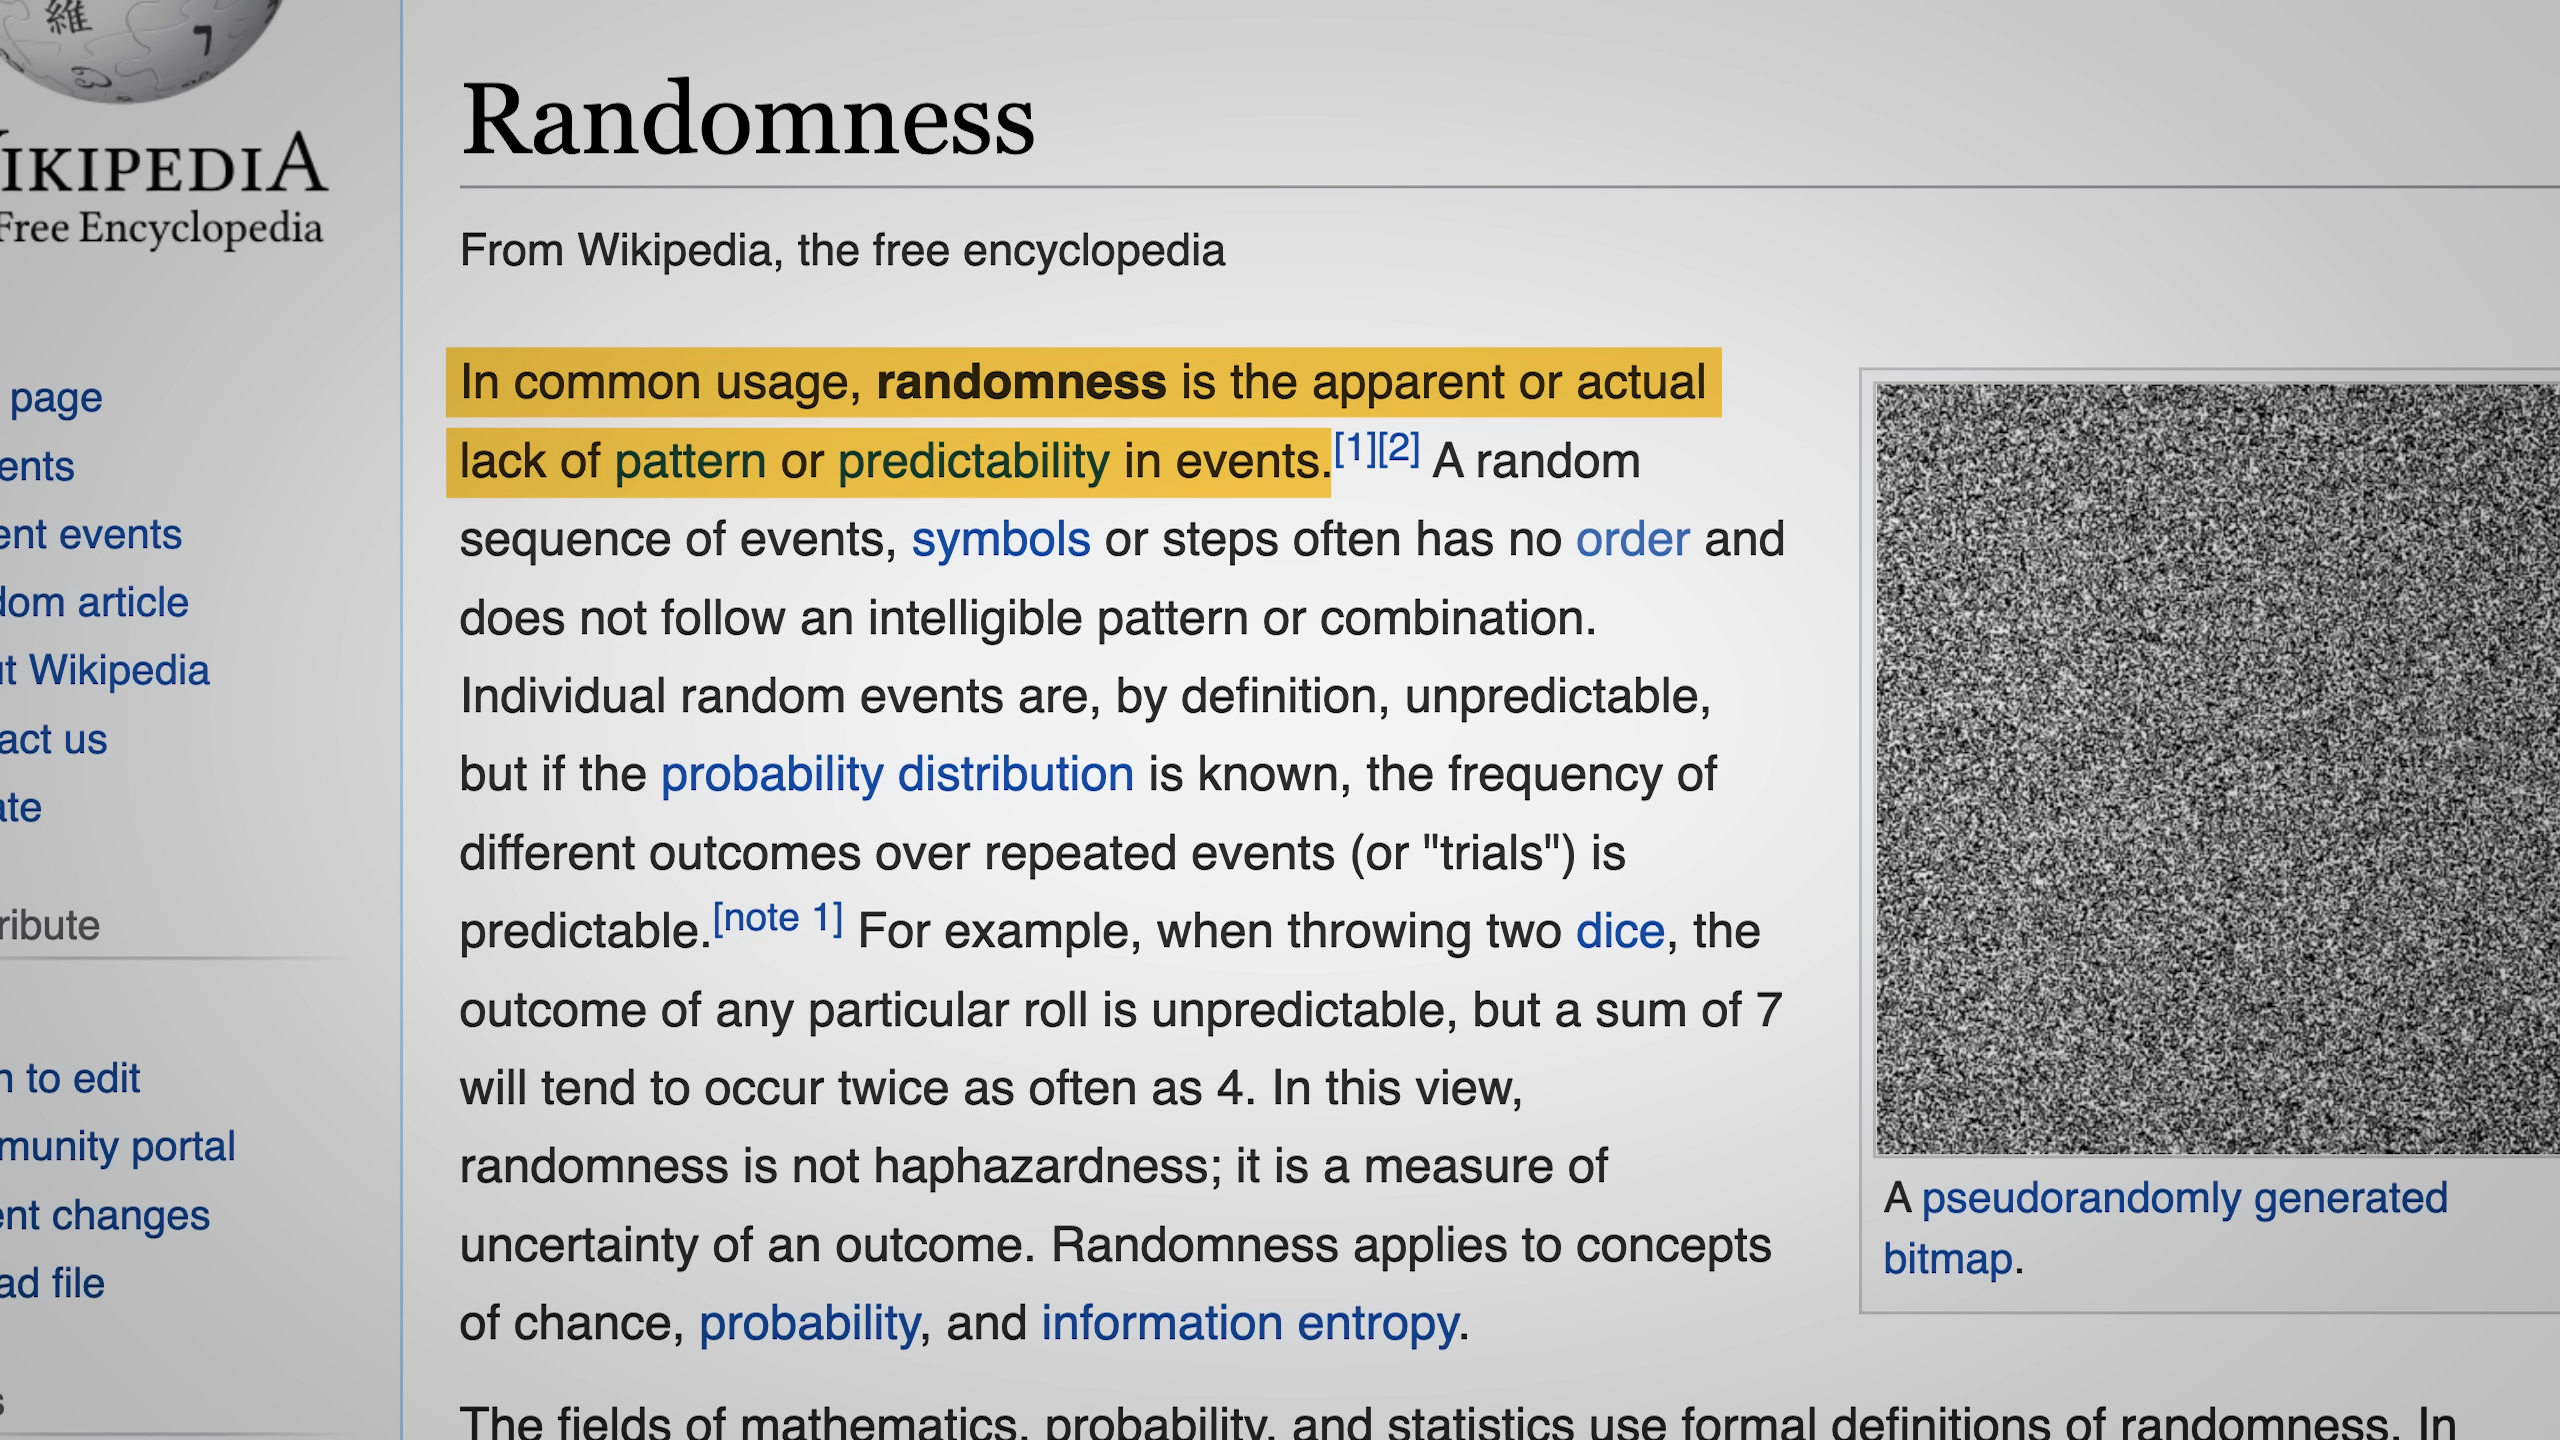 維
IKIPEDIA
Free Encyclopedia
page
ents
ent events
dom article
ut Wikipedia
act us
ate
ribute
n to edit
munity portal
ent changes
ad file
s
Randomness
From Wikipedia, the free encyclopedia
In common usage, randomness is the apparent or actual
lack of pattern or predictability in events.[1][2] A random
sequence of events, symbols or steps often has no order and
does not follow an intelligible pattern or combination.
Individual random events are, by definition, unpredictable,
but if the probability distribution is known, the frequency of
different outcomes over repeated events (or "trials") is
predictable.[note 1] For example, when throwing two dice, the
outcome of any particular roll is unpredictable, but a sum of 7
will tend to occur twice as often as 4. In this view,
randomness is not haphazardness; it is a measure of
uncertainty of an outcome. Randomness applies to concepts
of chance, probability, and information entropy.
The fields of mathematics, probability, and statistics use formal definitions of randomness. In
A pseudorandomly generated
bitmap.